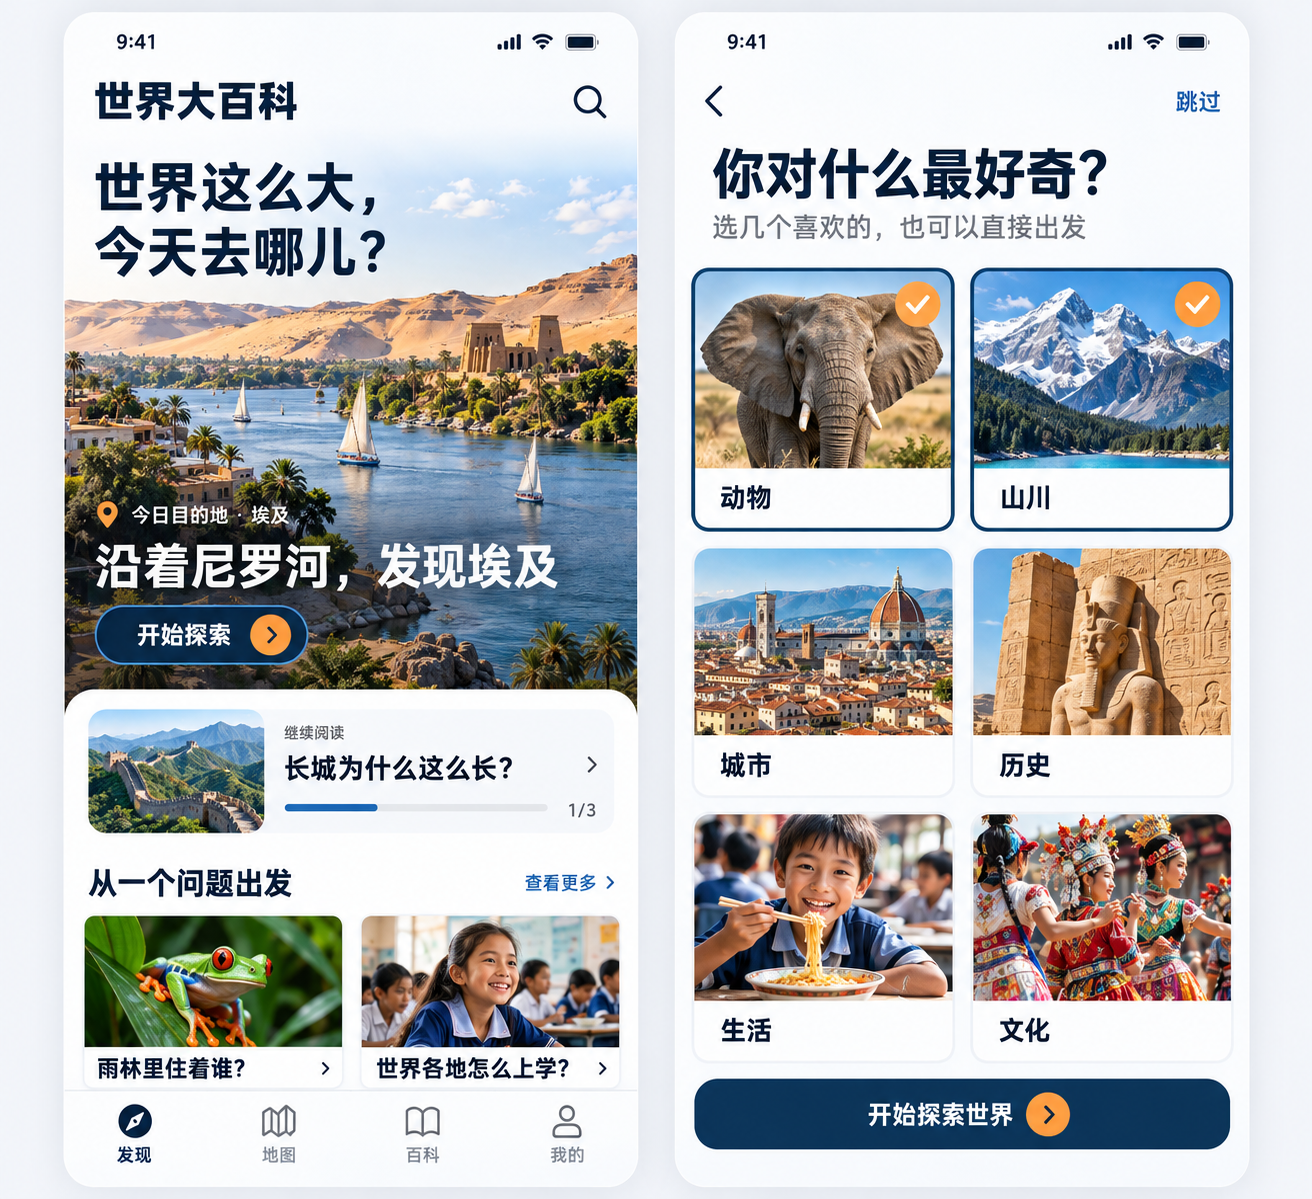 9:41
世界大百科
世界这么大，
今天去哪儿？
今日目的地 · 埃及
沿着尼罗河，发现埃及
开始探索
继续阅读
长城为什么这么长？
1/3
从一个问题出发
查看更多
雨林里住着谁？
世界各地怎么上学？
发现
地图
百科
我的
9:41
跳过
你对什么最好奇？
选几个喜欢的，也可以直接出发
动物
山川
城市
历史
生活
文化
开始探索世界